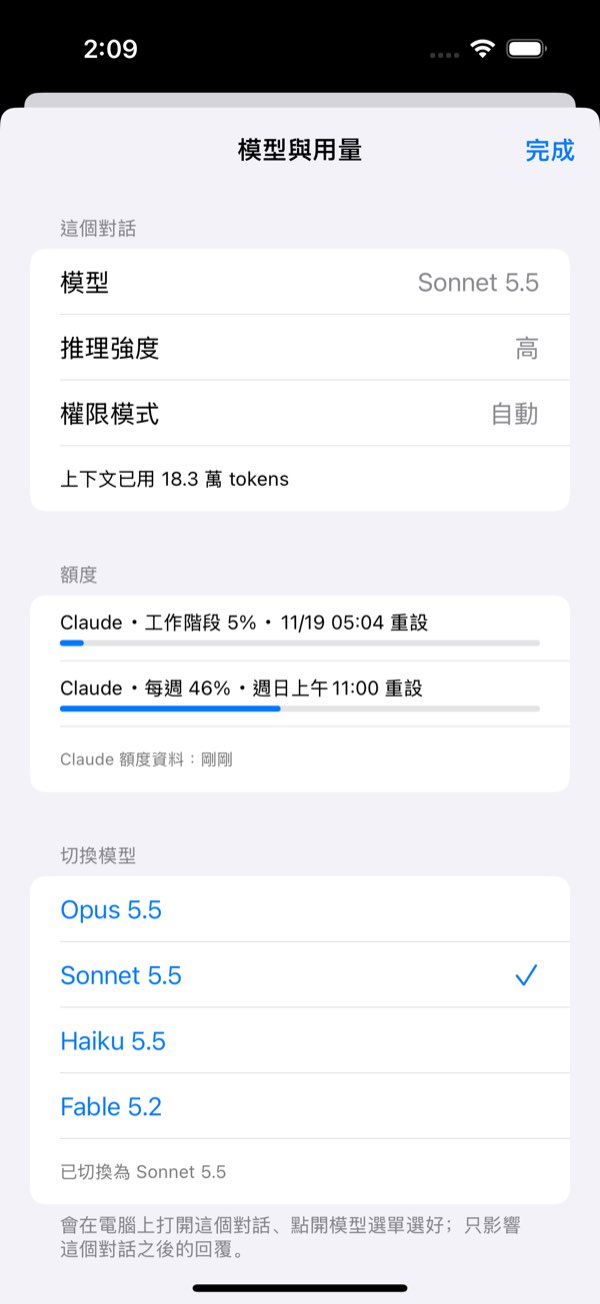 2:09
模型與用量
完成
這個對話
模型
Sonnet 5.5
推理強度
高
權限模式
自動
上下文已用 18.3 萬 tokens
額度
Claude・工作階段 5%・11/19 05:04 重設
Claude・每週 46%・週日上午11:00 重設
Claude 額度資料：剛剛
切換模型
Opus 5.5
Sonnet 5.5
Haiku 5.5
Fable 5.2
已切換為 Sonnet 5.5
會在電腦上打開這個對話、點開模型選單選好；只影響
這個對話之後的回覆。